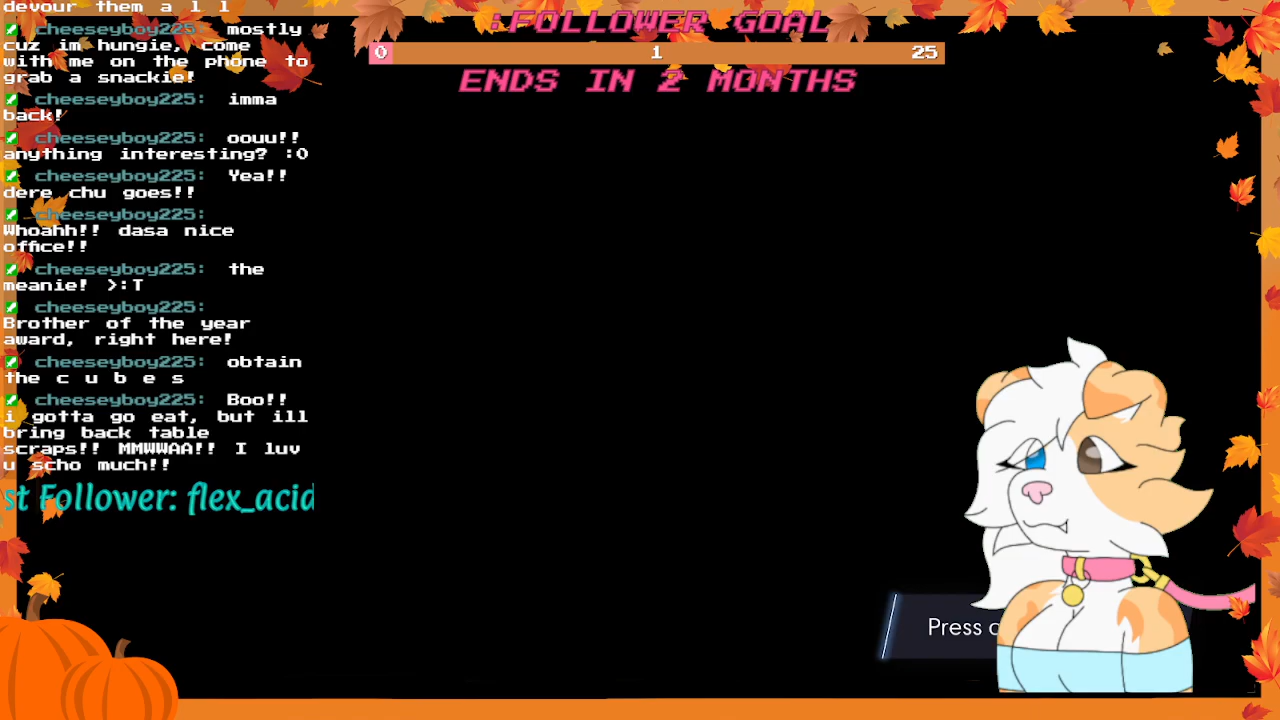 devour them a l l
cheeseyboy225: mostly
cuz im hungie, come
with me on the phone to
grab a snackie!
cheeseyboy225: imma
back!
cheeseyboy225: oouu!!
anything interesting? :O
cheeseyboy225: Yea!!
dere chu goes!!
cheeseyboy225:
Whoahh!! dasa nice
office!!
cheeseyboy225: the
meanie! >:T
cheeseyboy225:
Brother of the year
award, right here!
cheeseyboy225: obtain
the c u b e s
cheeseyboy225: Boo!!
i gotta go eat, but ill
bring back table
scraps!! MMWWAA!! I luv
u scho much!!
st Follower: flex_acid
:FOLLOWER GOAL
0 1 25
ENDS IN 2 MONTHS
Press